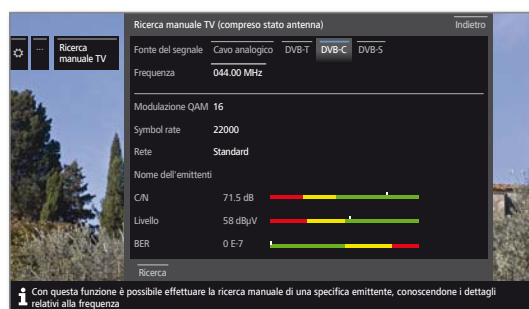 Ricerca manuale TV (compreso stato antenna) Indietro
... Ricerca manuale TV
Fonte del segnale Cavo analogico DVB-T DVB-C DVB-S
Frequenza 044.00 MHz
Modulazione QAM 16
Symbol rate 22000
Rete Standard
Nome dell'emittenti
C/N 71.5 dB
Livello 58 dBµV
BER 0 E-7
Ricerca
Con questa funzione è possibile effettuare la ricerca manuale di una specifica emittente, conoscendone i dettagli
relativi alla frequenza